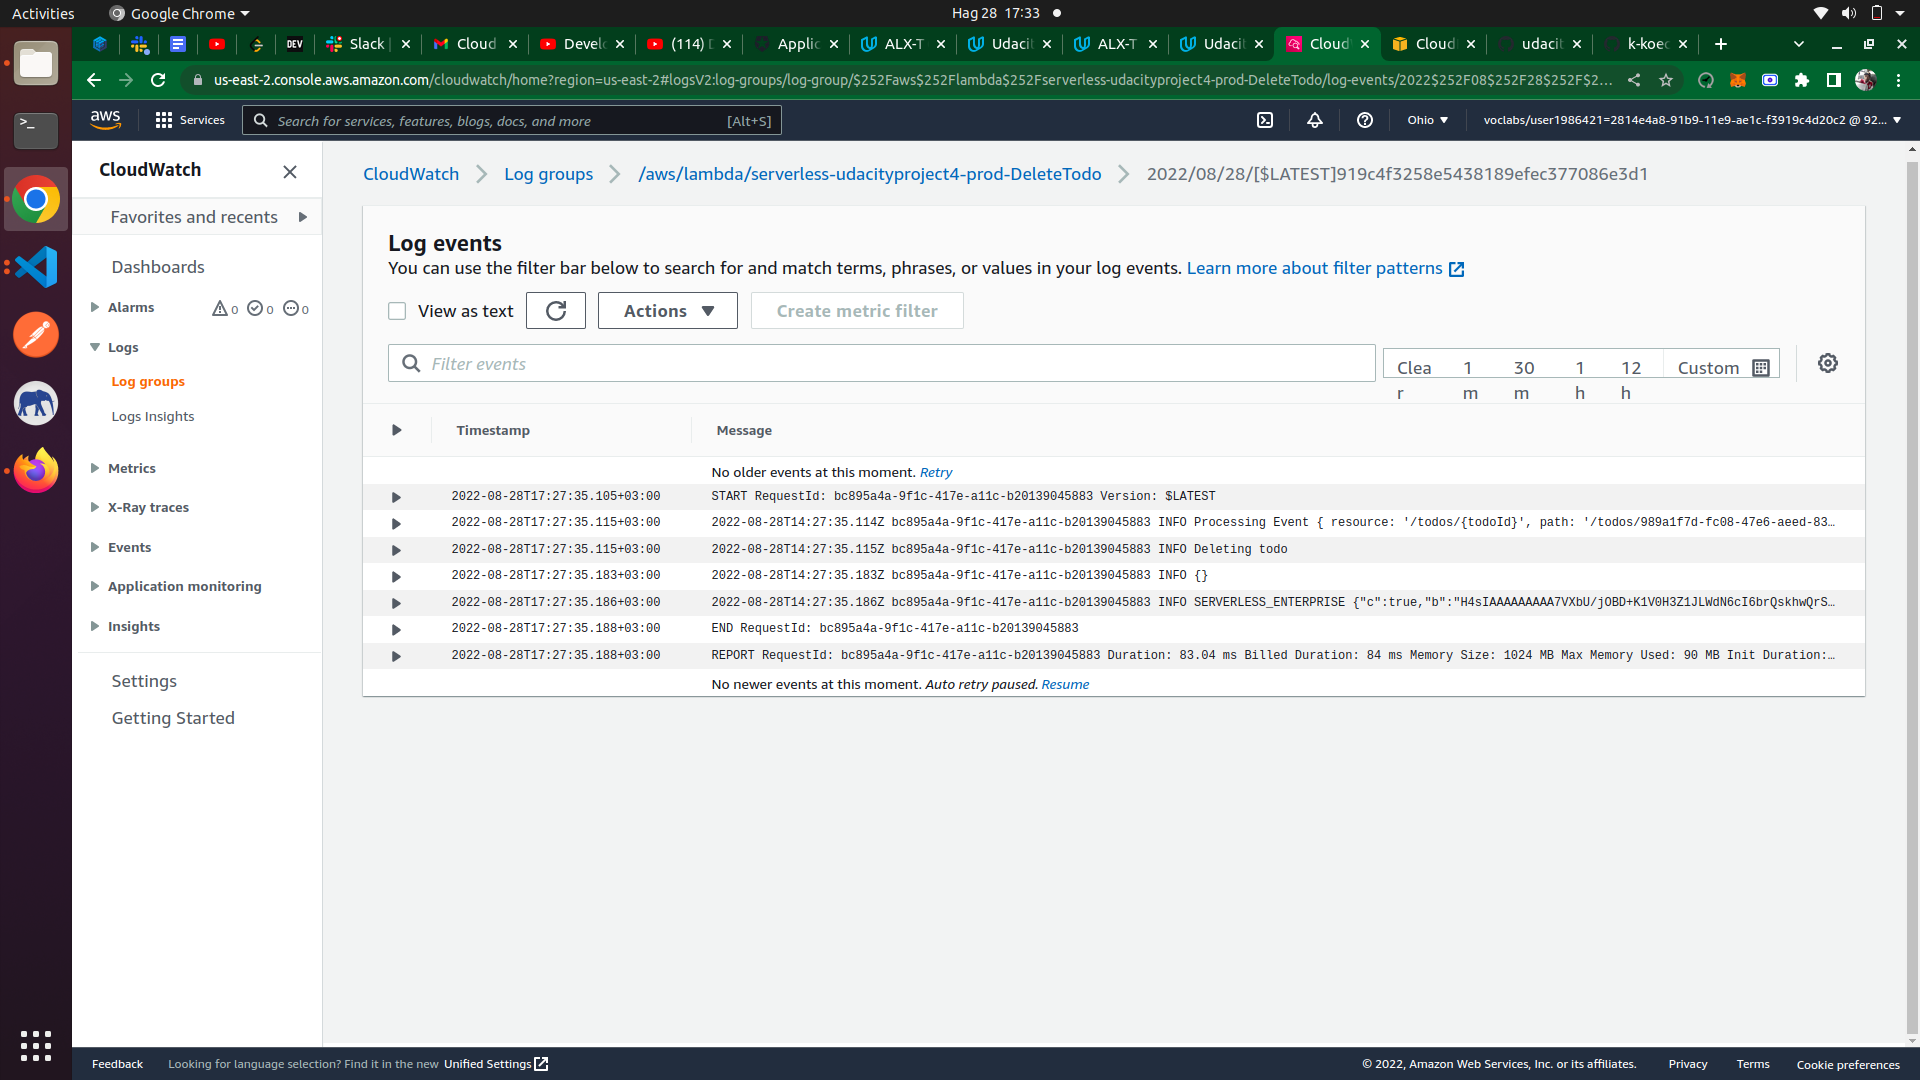 Activities
Google Chrome
Hag 28 17:33
DEV
Slack
Cloud
Develo
(114) D
Applic
ALX-T
Udacit
ALX-T
Udacit
Cloud
Cloud
udacit
k-koec
us-east-2.console.aws.amazon.com/cloudwatch/home?region=us-east-2#logsV2:log-groups/log-group/$252Faws$252Flambda$252Fserverless-udacityproject4-prod-DeleteTodo/log-events/2022$252F08$252F28$252F$2...
aws
Services
Search for services, features, blogs, docs, and more
[Alt+S]
Ohio
voclabs/user1986421=2814e4a8-91b9-11e9-ae1c-f3919c4d20c2 @ 92...
CloudWatch
Favorites and recents
Dashboards
Alarms
0
0
0
Logs
Log groups
Logs Insights
Metrics
X-Ray traces
Events
Application monitoring
Insights
Settings
Getting Started
CloudWatch
Log groups
/aws/lambda/serverless-udacityproject4-prod-DeleteTodo
2022/08/28/[$LATEST]919c4f3258e5438189efec377086e3d1
Log events
You can use the filter bar below to search for and match terms, phrases, or values in your log events. Learn more about filter patterns
View as text
Actions
Create metric filter
Filter events
Clea 1 30 1 12 Custom
r m m h h
Timestamp
Message
No older events at this moment. Retry
2022-08-28T17:27:35.105+03:00 START RequestId: bc895a4a-9f1c-417e-a11c-b20139045883 Version: $LATEST
2022-08-28T17:27:35.115+03:00 2022-08-28T14:27:35.114Z bc895a4a-9f1c-417e-a11c-b20139045883 INFO Processing Event { resource: '/todos/{todoId}', path: '/todos/989a1f7d-fc08-47e6-aeed-83...
2022-08-28T17:27:35.115+03:00 2022-08-28T14:27:35.115Z bc895a4a-9f1c-417e-a11c-b20139045883 INFO Deleting todo
2022-08-28T17:27:35.183+03:00 2022-08-28T14:27:35.183Z bc895a4a-9f1c-417e-a11c-b20139045883 INFO {}
2022-08-28T17:27:35.186+03:00 2022-08-28T14:27:35.186Z bc895a4a-9f1c-417e-a11c-b20139045883 INFO SERVERLESS_ENTERPRISE {"c":true,"b":"H4sIAAAAAAAAA7VXbU/jOBD+K1V0H3Z1JLWdN6cI6brQskhwQrS...
2022-08-28T17:27:35.188+03:00 END RequestId: bc895a4a-9f1c-417e-a11c-b20139045883
2022-08-28T17:27:35.188+03:00 REPORT RequestId: bc895a4a-9f1c-417e-a11c-b20139045883 Duration: 83.04 ms Billed Duration: 84 ms Memory Size: 1024 MB Max Memory Used: 90 MB Init Duration:...
No newer events at this moment. Auto retry paused. Resume
Feedback
Looking for language selection? Find it in the new Unified Settings
© 2022, Amazon Web Services, Inc. or its affiliates.
Privacy
Terms
Cookie preferences